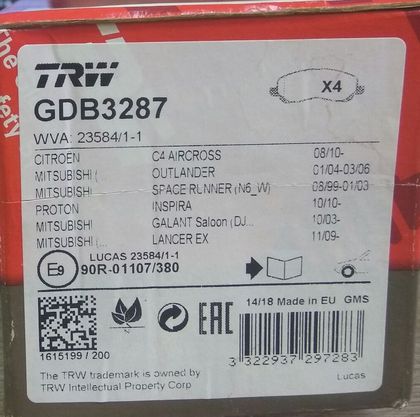 TRW
X4
GDB3287
WVA: 23584/1-1
CITROËN C4 AIRCROSS 08/10-
MITSUBISHI ( OUTLANDER 01/04-03/06
MITSUBISHI SPACE RUNNER (N6_W) 08/99-01/03
PROTON INSPIRA 10/10-
MITSUBISHI GALANT Saloon (DJ... 10/03-
MITSUBISHI (... LANCER EX 11/09-
LUCAS 23584/1-1
E9 90R-01107/380
14/18 Made in EU GMS
EAC
1615199 / 200
The TRW trademark is owned by
TRW Intellectual Property Corp
3 322937 297283
Lucas